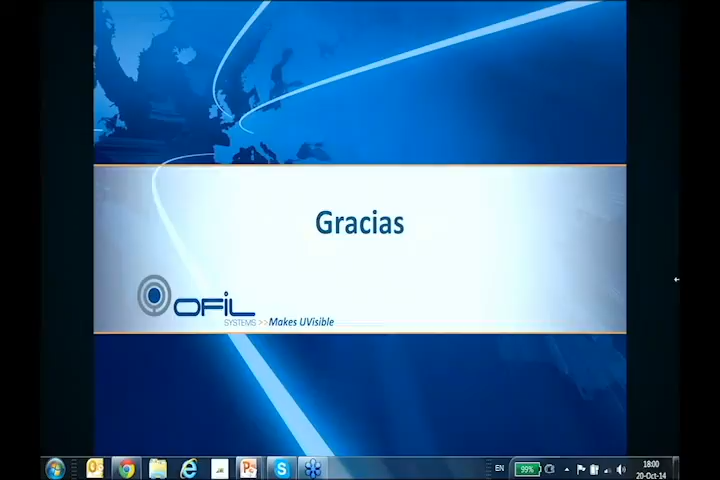 Gracias
OFiL
SYSTEMS >> Makes UVisible
EN
99%
18:00
20-Oct-14